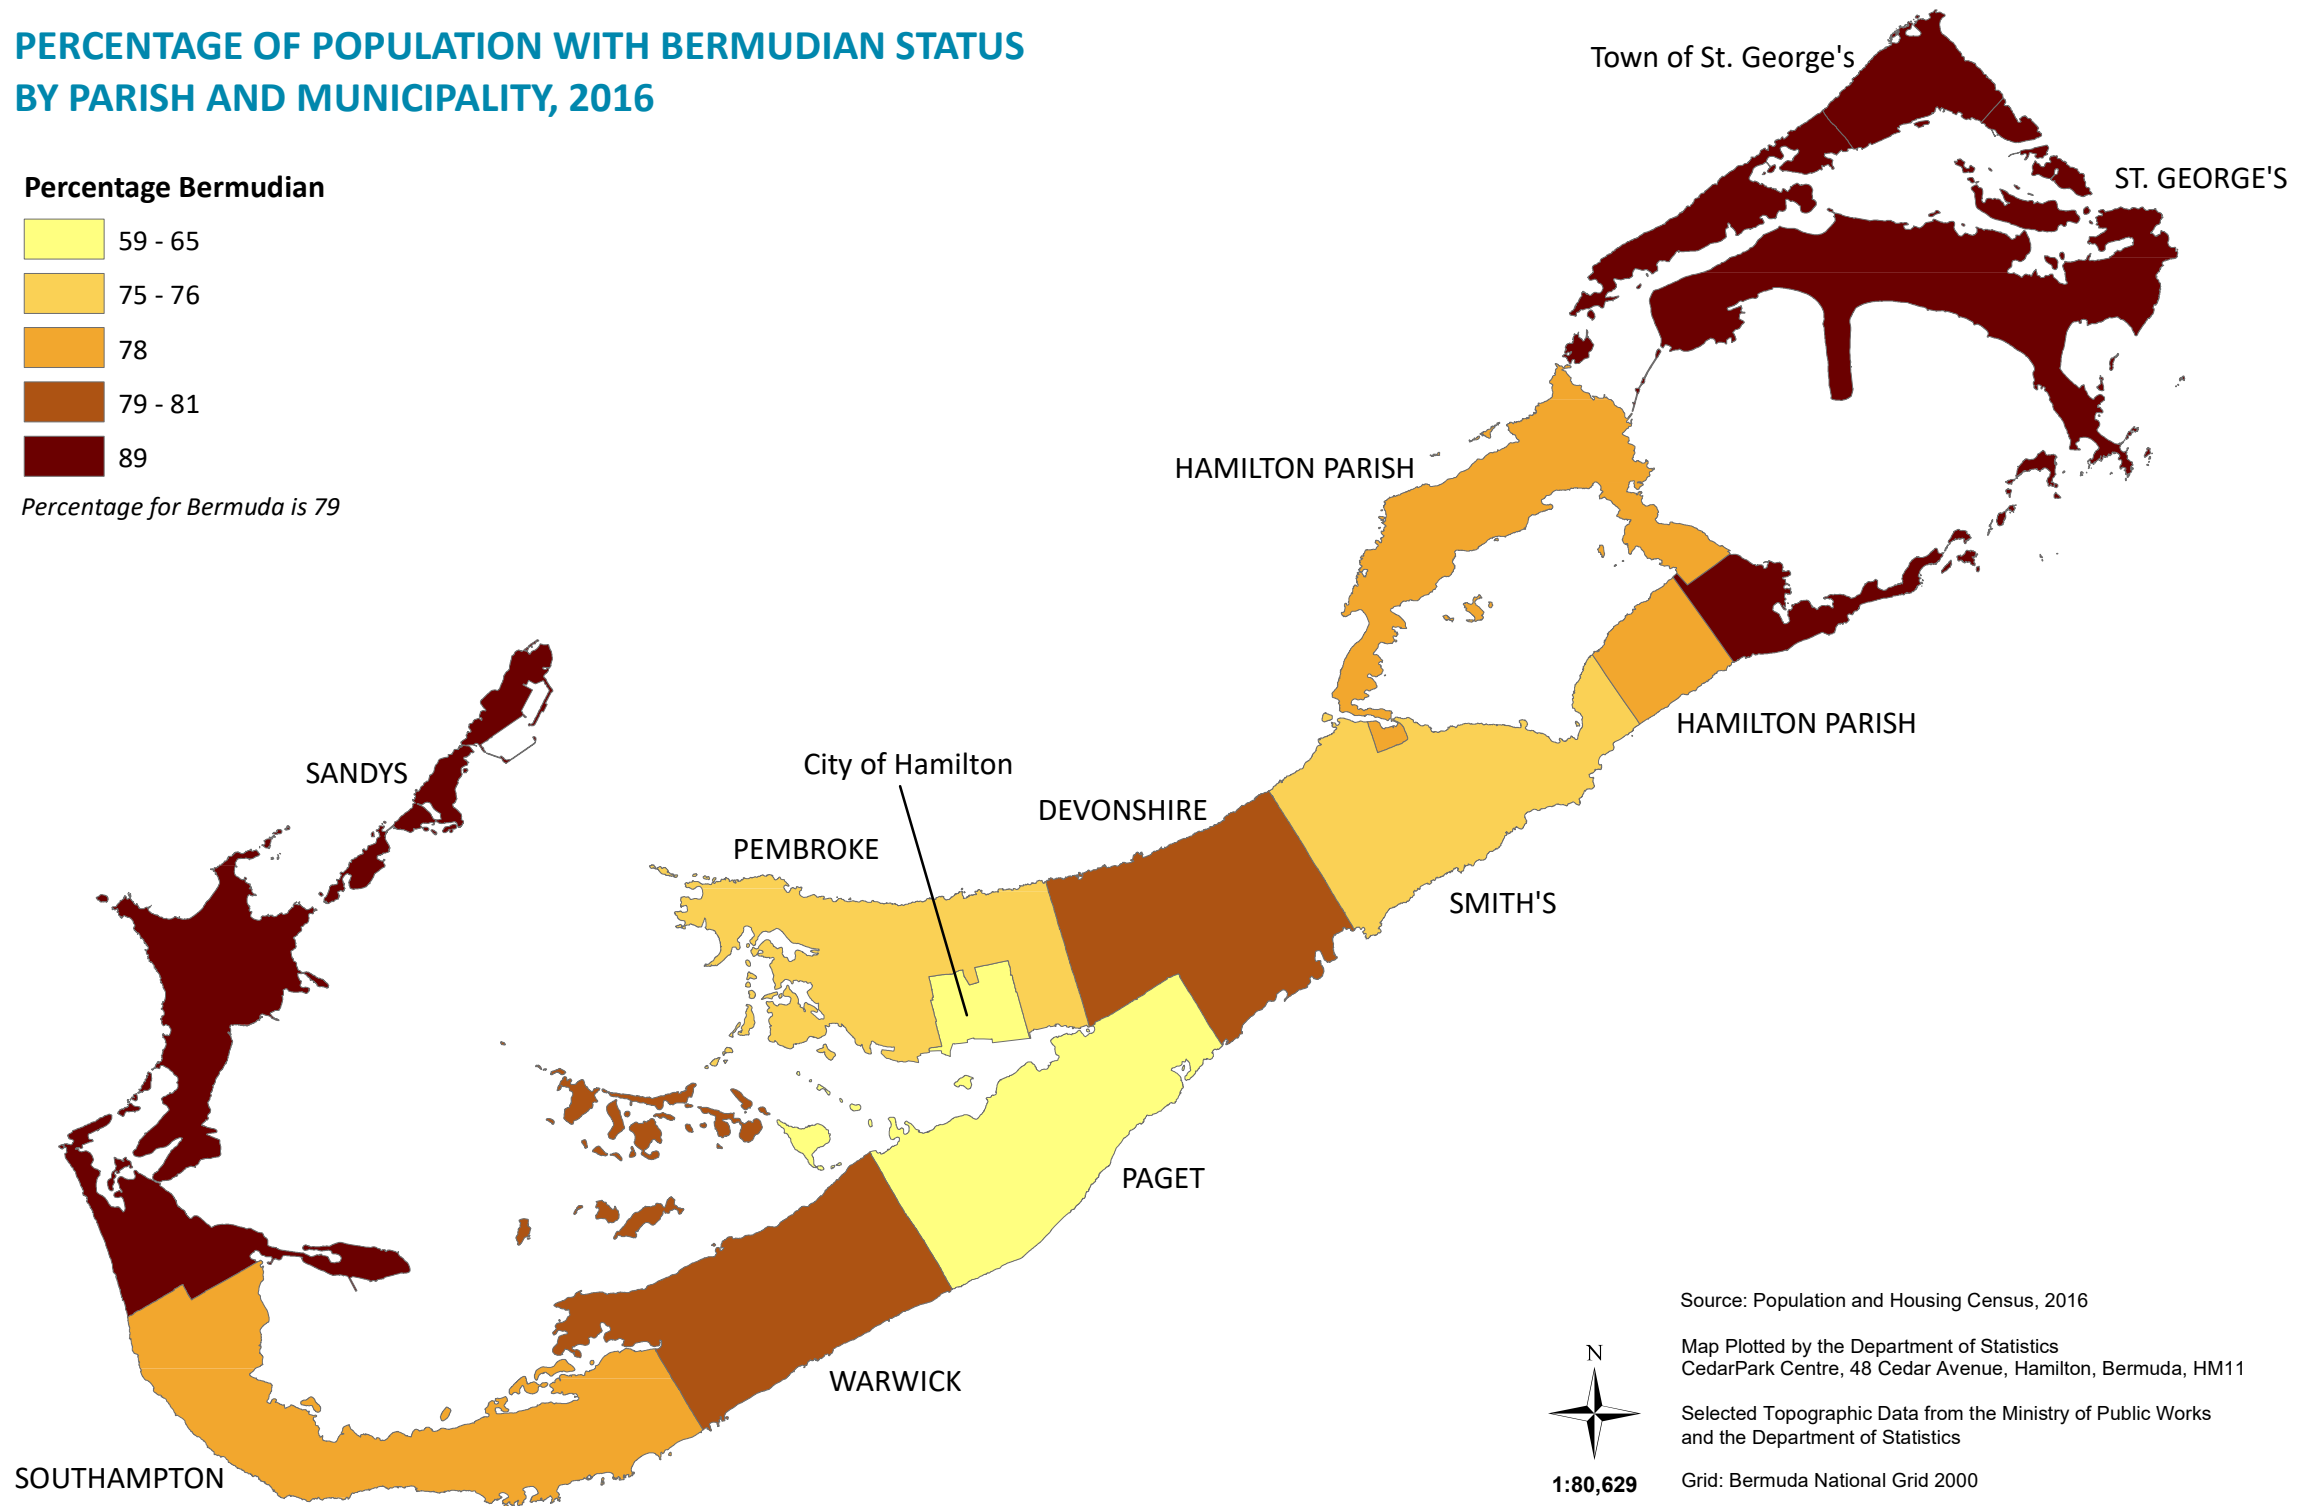 PERCENTAGE OF POPULATION WITH BERMUDIAN STATUS
BY PARISH AND MUNICIPALITY, 2016
Percentage Bermudian
59 - 65
75 - 76
78
79 - 81
89
Percentage for Bermuda is 79
Town of St. George's
ST. GEORGE'S
HAMILTON PARISH
HAMILTON PARISH
SANDYS
City of Hamilton
DEVONSHIRE
PEMBROKE
SMITH'S
PAGET
WARWICK
SOUTHAMPTON
Source: Population and Housing Census, 2016
Map Plotted by the Department of Statistics
CedarPark Centre, 48 Cedar Avenue, Hamilton, Bermuda, HM11
Selected Topographic Data from the Ministry of Public Works
and the Department of Statistics
Grid: Bermuda National Grid 2000
N
1:80,629